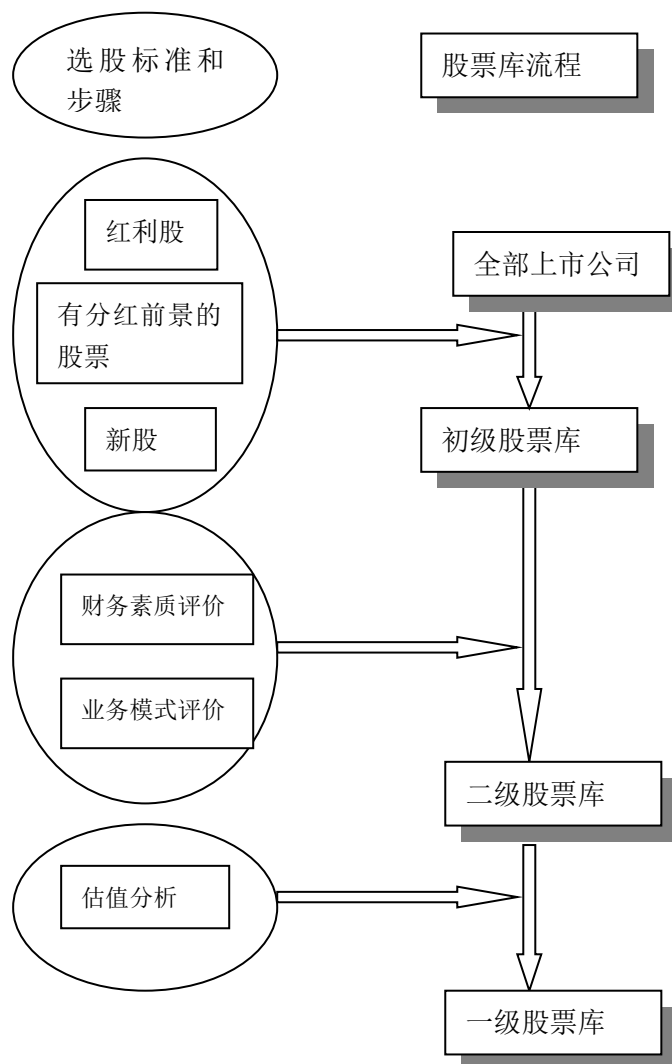 选股标准和
步骤
股票库流程
红利股
全部上市公司
有分红前景的
股票
新股
初级股票库
财务素质评价
业务模式评价
二级股票库
估值分析
一级股票库